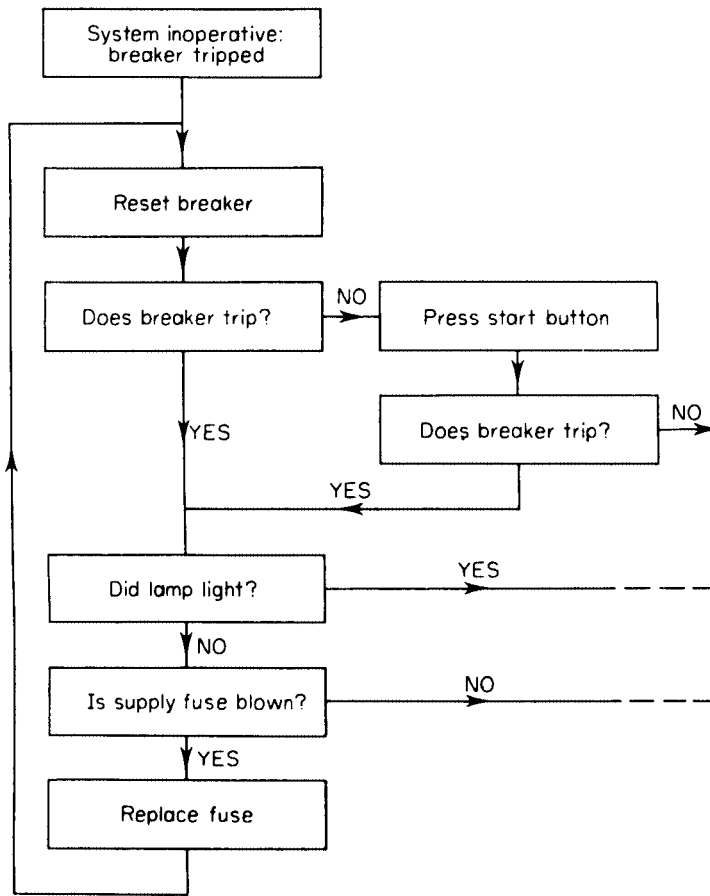 System inoperative:
breaker tripped
Reset breaker
Does breaker trip?
NO
Press start button
YES
Does breaker trip?
NO
YES
Did lamp light?
YES
NO
Is supply fuse blown?
NO
YES
Replace fuse